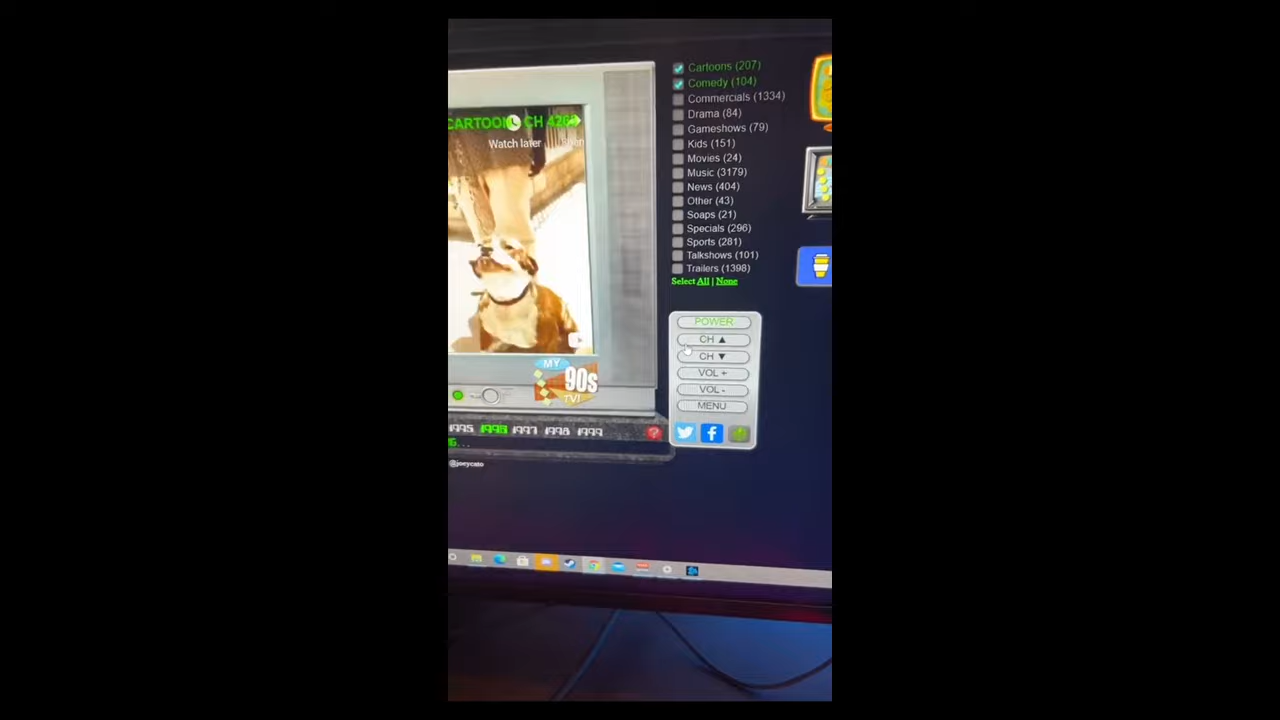 Cartoons (207)
Comedy (104)
Commercials (1334)
Drama (84)
Gameshows (79)
Kids (151)
Movies (24)
Music (3179)
News (404)
Other (43)
Soaps (21)
Specials (296)
Sports (281)
Talkshows (101)
Trailers (1398)
Select All | None
CH
Watch later
MY
90s
TV!
1995 1996 1997 1998 1999
@joeycato
POWER
CH ▲
CH ▼
VOL +
VOL -
MENU